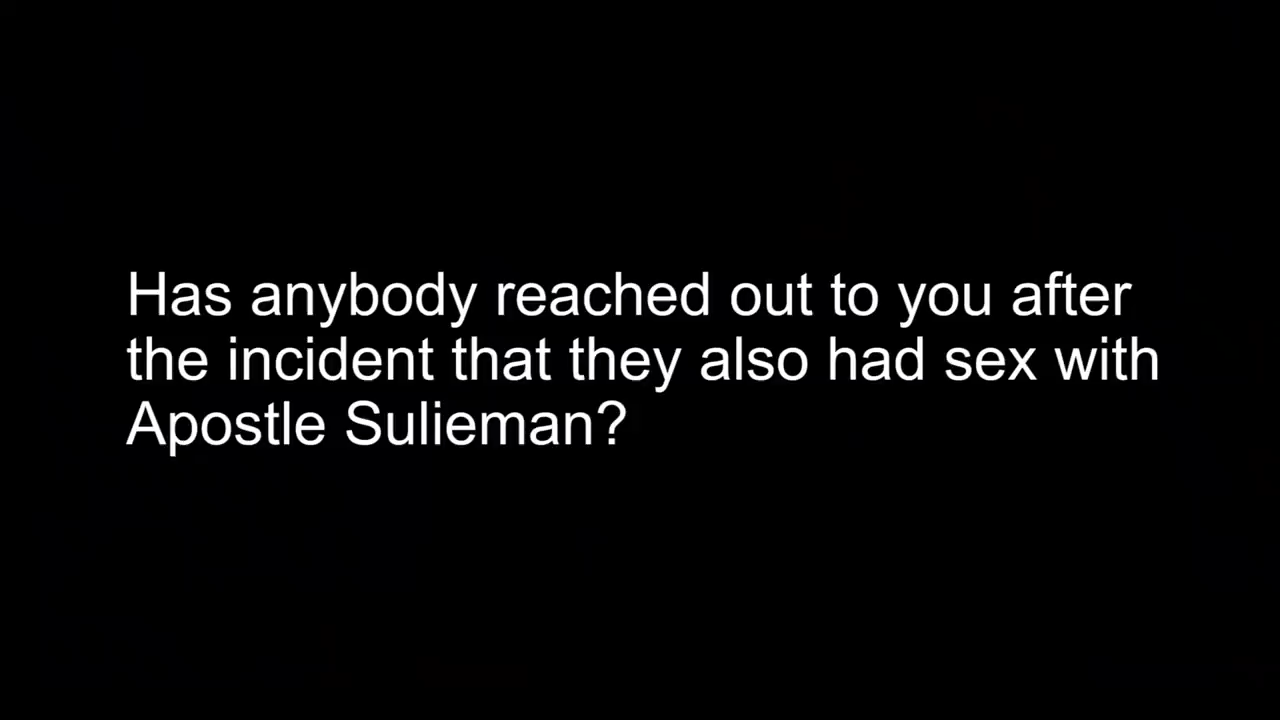 Has anybody reached out to you after
the incident that they also had sex with
Apostle Sulieman?